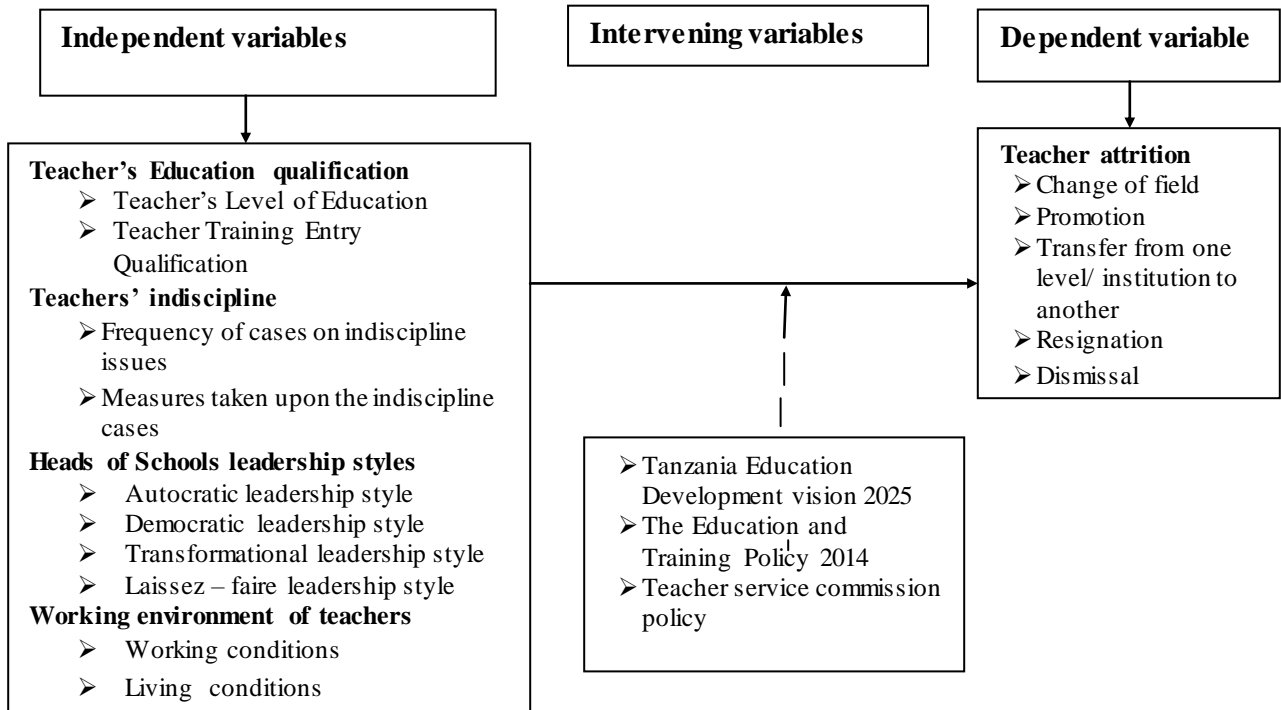 Independent variables
Intervening variables
Dependent variable
Teacher's Education qualification
➢ Teacher's Level of Education
➢ Teacher Training Entry
Qualification
Teachers' indiscipline
➢ Frequency of cases on indiscipline
issues
➢ Measures taken upon the indiscipline
cases
Heads of Schools leadership styles
➢ Autocratic leadership style
➢ Democratic leadership style
➢ Transformational leadership style
➢ Laissez – faire leadership style
Working environment of teachers
➢ Working conditions
➢ Living conditions
➢ Tanzania Education
Development vision 2025
➢ The Education and
Training Policy 2014
➢ Teacher service commission
policy
Teacher attrition
➢ Change of field
➢ Promotion
➢ Transfer from one
level/ institution to
another
➢ Resignation
➢ Dismissal